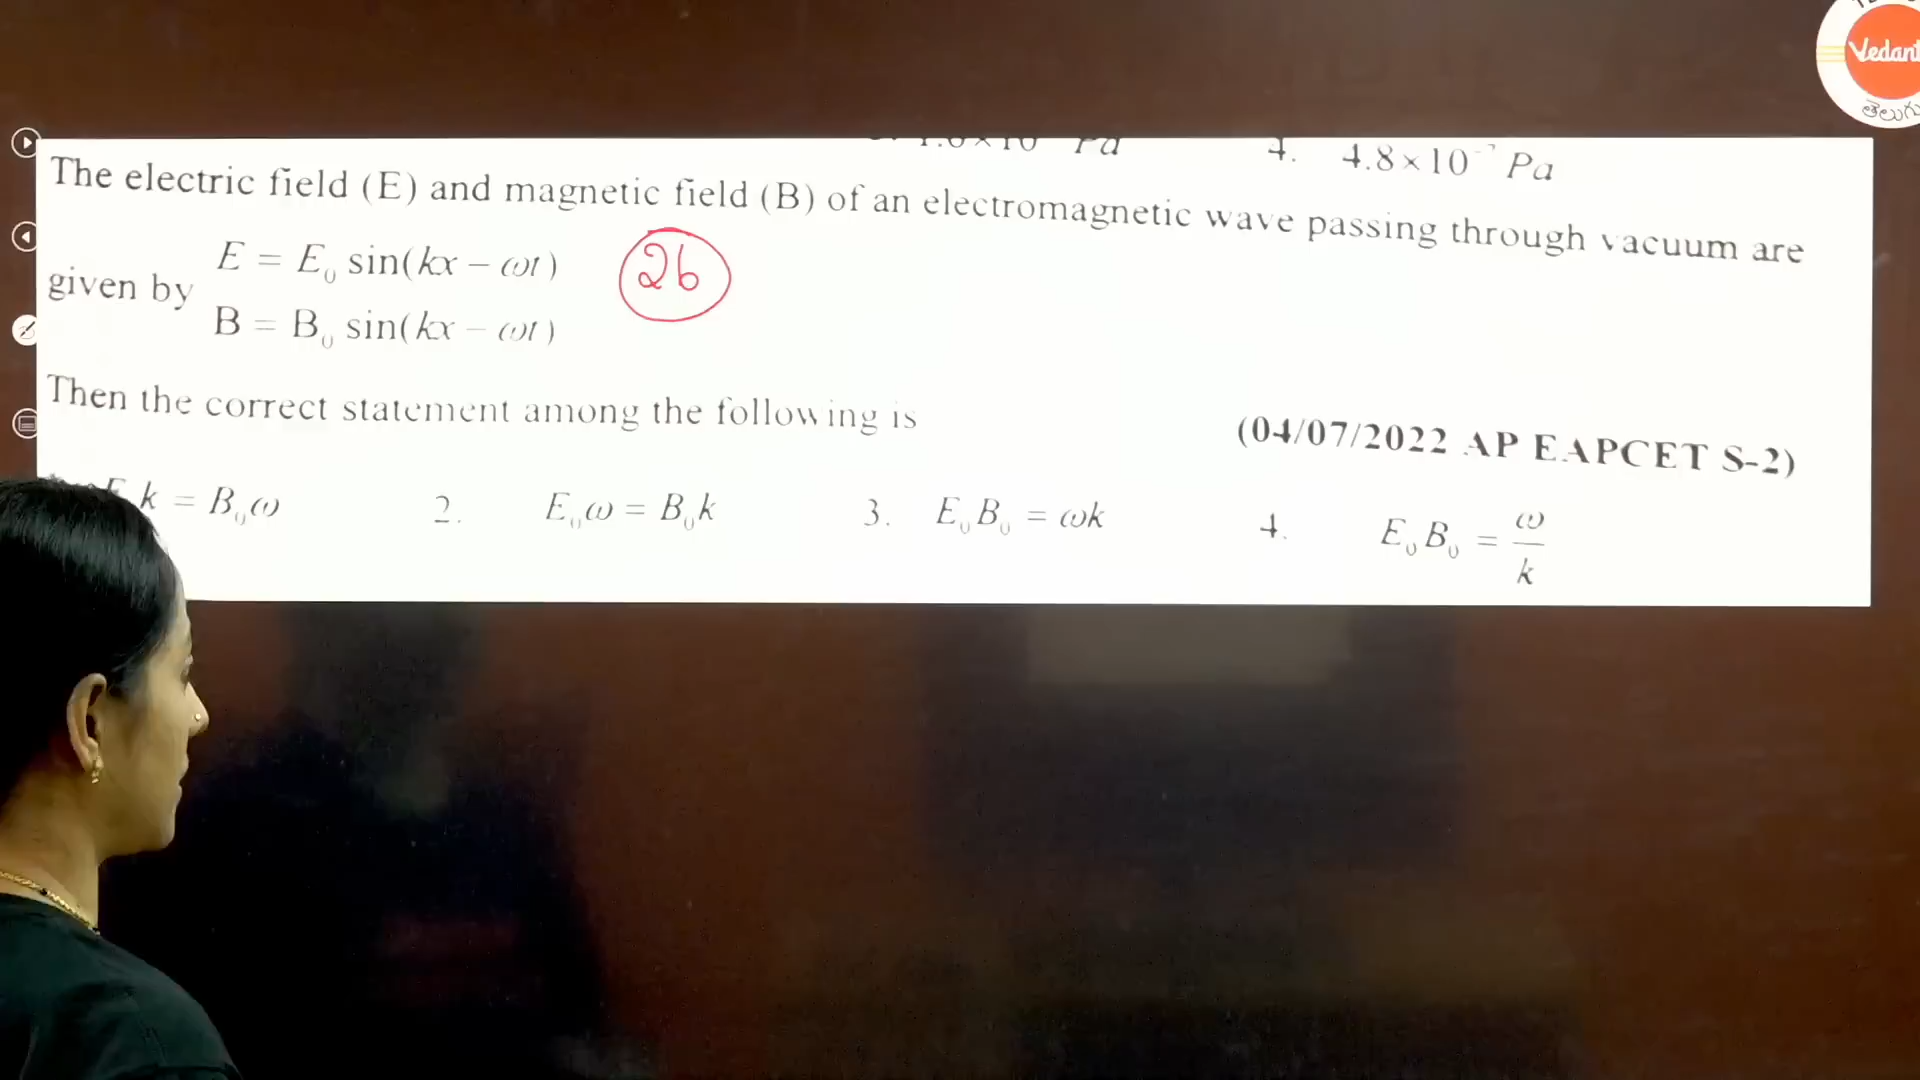 Vedant
తెలుగు
4. 4.8×10⁻⁷ Pa
The electric field (E) and magnetic field (B) of an electromagnetic wave passing through vacuum are
given by E = E₀ sin(kx − ωt)
B = B₀ sin(kx − ωt)
26
Then the correct statement among the following is
(04/07/2022 AP EAPCET S-2)
k = B₀ω 2. E₀ω = B₀k 3. E₀B₀ = ωk 4. E₀B₀ = ω/k